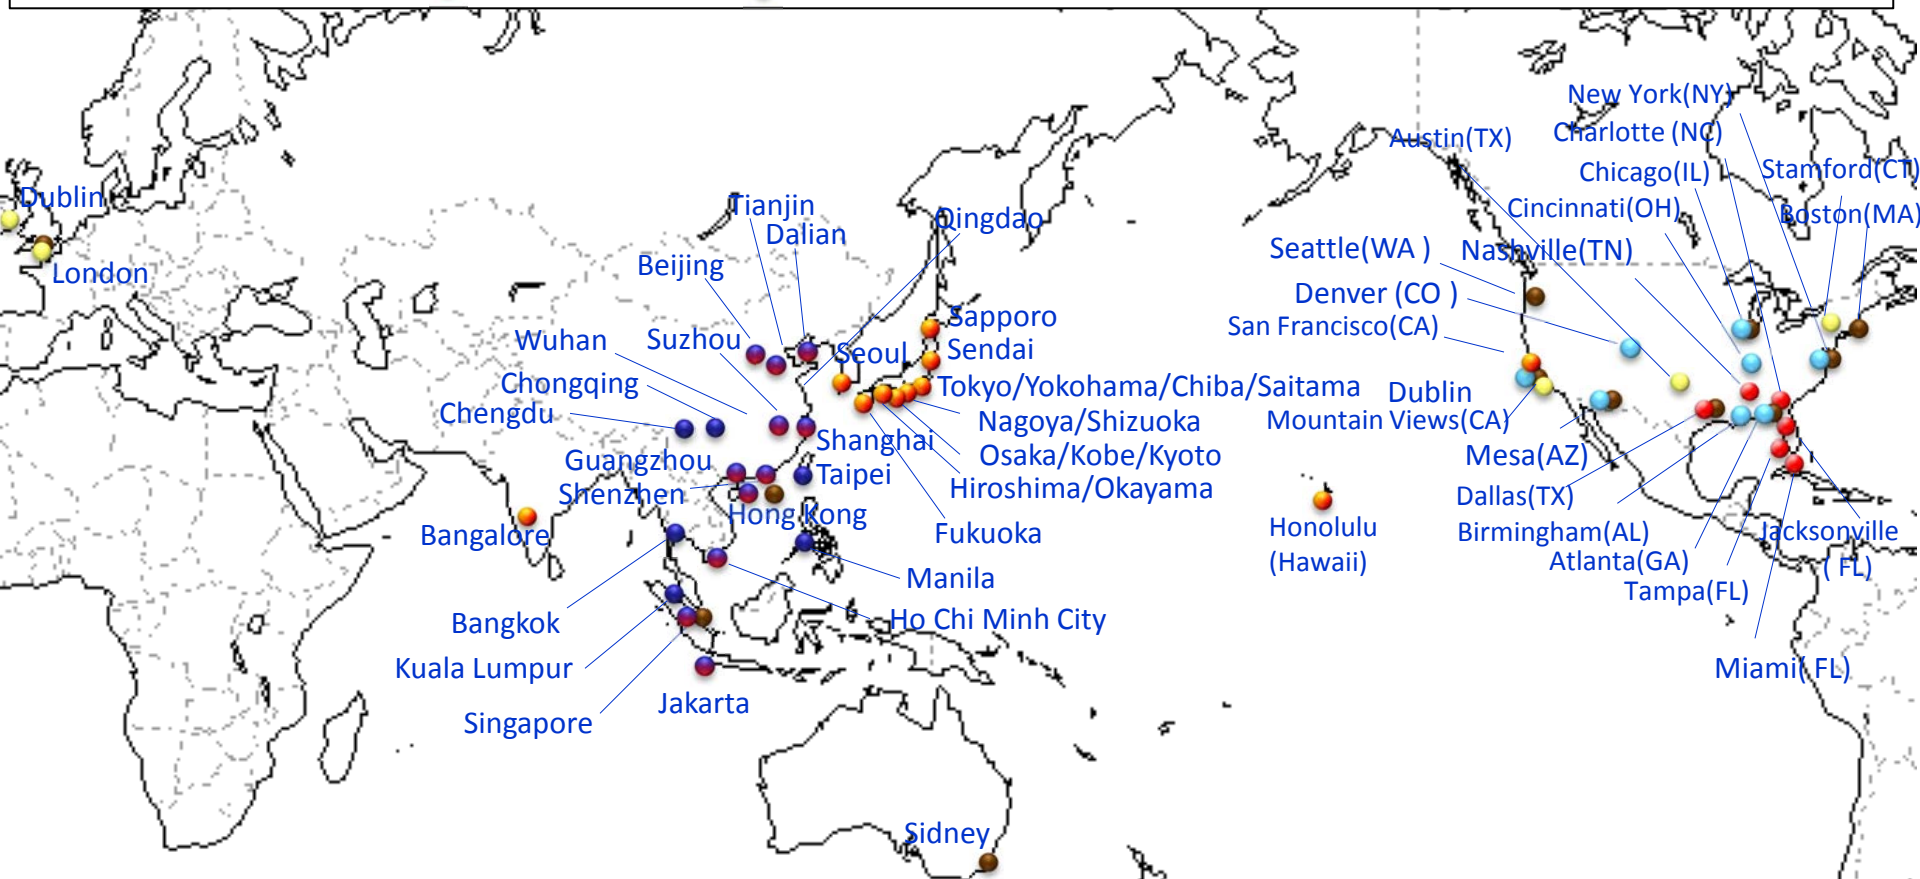 New York(NY)
Charlotte (NC)
Austin(TX)
Chicago(IL)
Stamford(CT)
Dublin
Tianjin
Qingdao
Cincinnati(OH)
Boston(MA)
Dalian
Seattle(WA )
Nashville(TN)
London
Beijing
Denver (CO )
Sapporo
San Francisco(CA)
Wuhan
Suzhou
Seoul
Sendai
Chongqing
Tokyo/Yokohama/Chiba/Saitama
Dublin
Chengdu
Nagoya/Shizuoka
Mountain Views(CA)
Shanghai
Guangzhou
Osaka/Kobe/Kyoto
Mesa(AZ)
Taipei
Shenzhen
Hiroshima/Okayama
Dallas(TX)
Hong Kong
Bangalore
Fukuoka
Honolulu
(Hawaii)
Birmingham(AL)
Jacksonville
( FL)
Atlanta(GA)
Manila
Tampa(FL)
Bangkok
Ho Chi Minh City
Kuala Lumpur
Miami( FL)
Jakarta
Singapore
Sidney